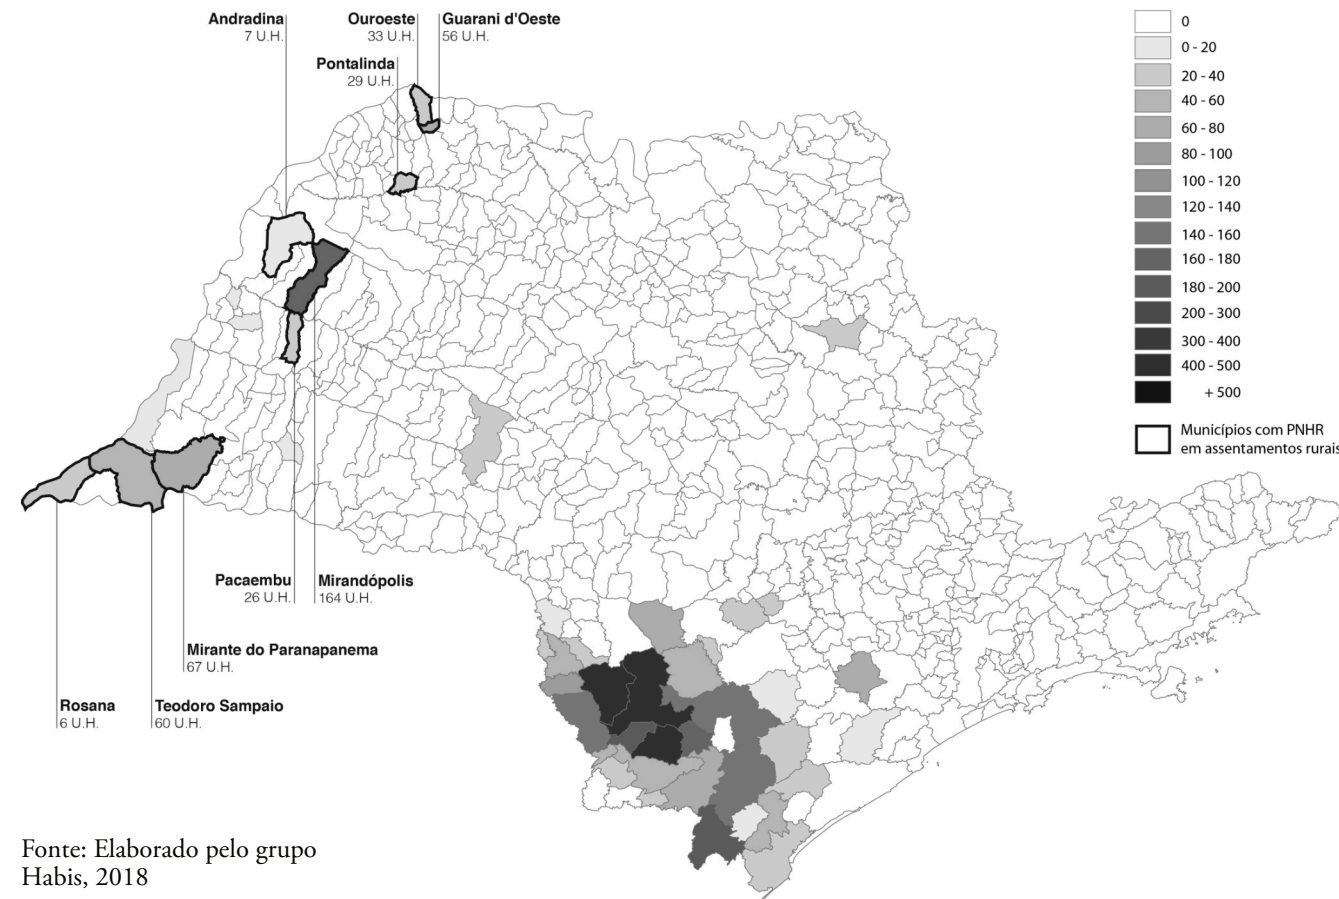 Andradina
7 U.H.
Ouroeste
33 U.H.
Guarani d'Oeste
56 U.H.
Pontalinda
29 U.H.
0
0 - 20
20 - 40
40 - 60
60 - 80
80 - 100
100 - 120
120 - 140
140 - 160
160 - 180
180 - 200
200 - 300
300 - 400
400 - 500
+ 500
Municípios com PNHR
em assentamentos rurais
Pacaembu
26 U.H.
Mirandópolis
164 U.H.
Mirante do Paranapanema
67 U.H.
Rosana
6 U.H.
Teodoro Sampaio
60 U.H.
Fonte: Elaborado pelo grupo
Habis, 2018